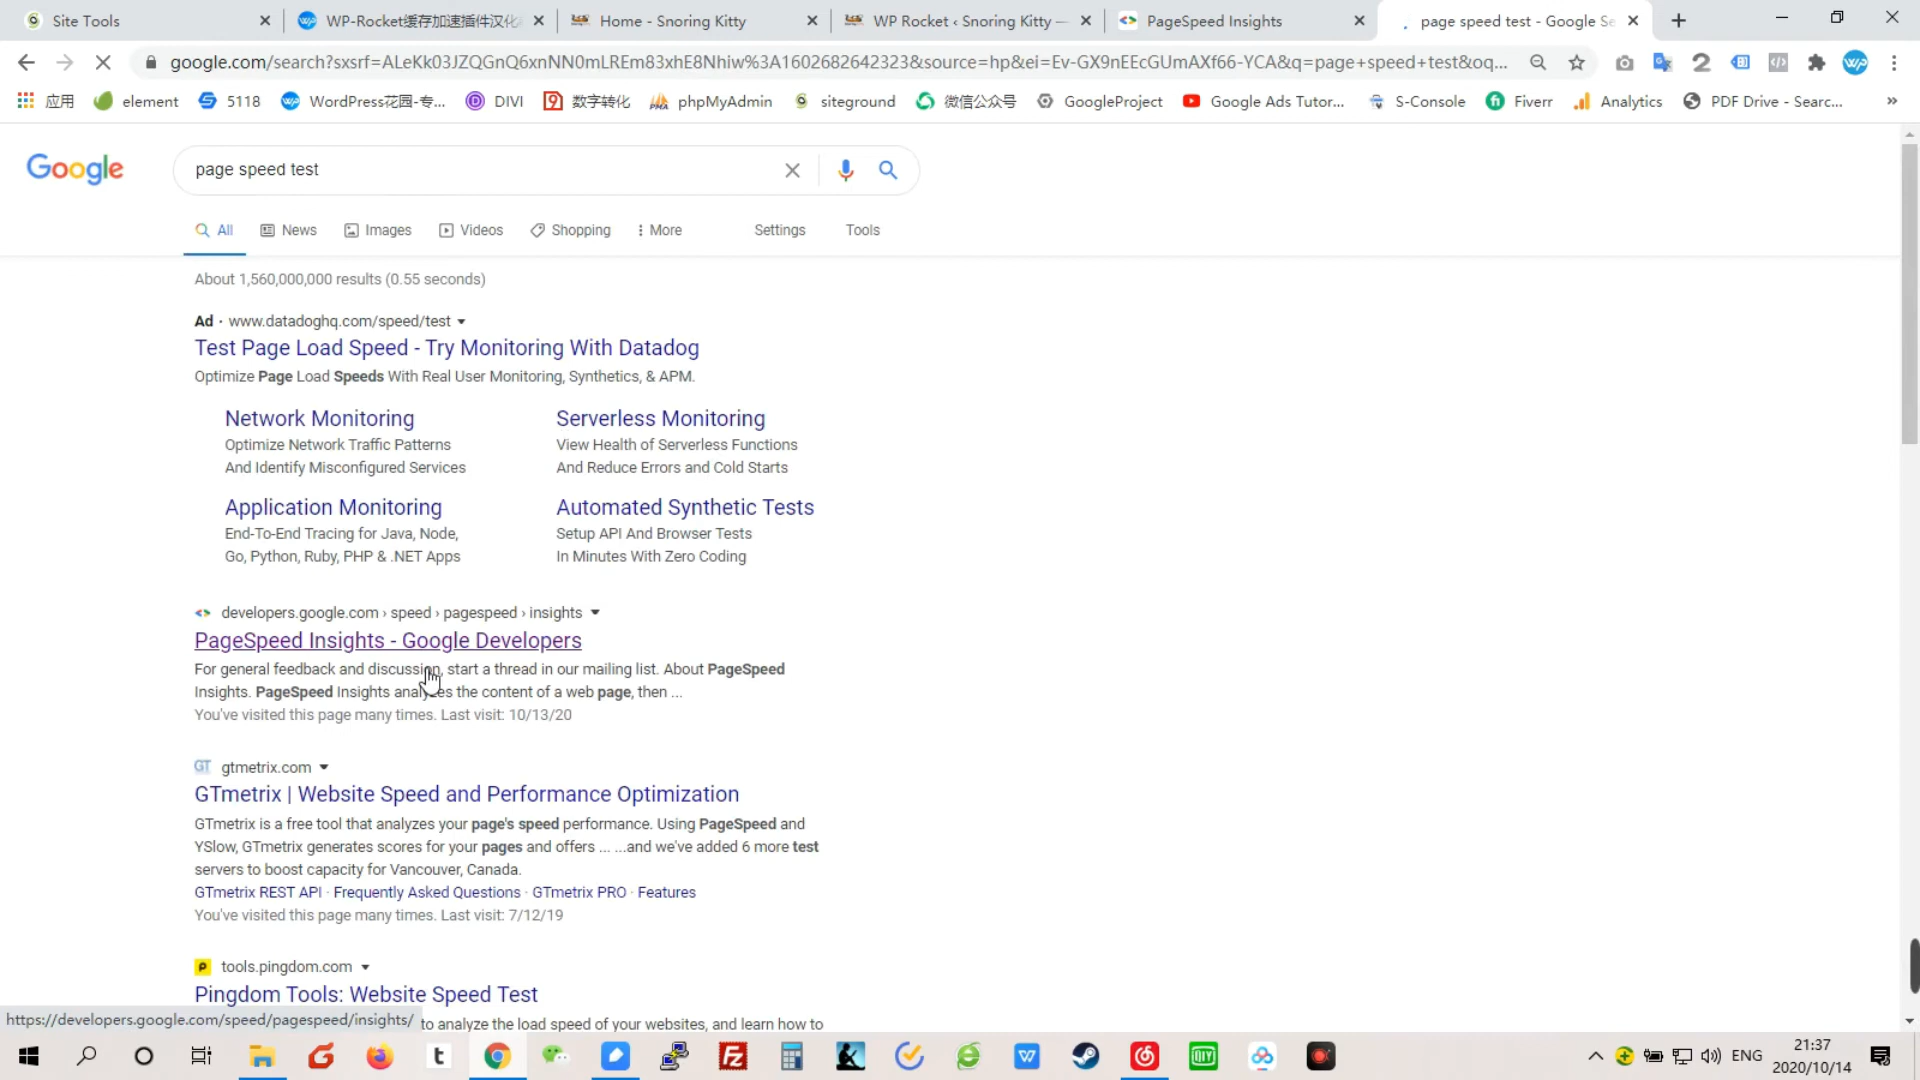 Site Tools
WP-Rocket缓存加速插件汉化
Home - Snoring Kitty
WP Rocket ‹ Snoring Kitty —
PageSpeed Insights
page speed test - Google Se
google.com/search?sxsrf=ALeKk03JZQGnQ6xnNN0mLREm83xhE8Nhiw%3A1602682642323&source=hp&ei=Ev-GX9nEEcGUmAXf66-YCA&q=page+speed+test&oq...
应用
element
5118
WordPress花园-专...
DIVI
数字转化
phpMyAdmin
siteground
微信公众号
GoogleProject
Google Ads Tutor...
S-Console
Fiverr
Analytics
PDF Drive - Searc...
»
Google
page speed test
All
News
Images
Videos
Shopping
More
Settings
Tools
About 1,560,000,000 results (0.55 seconds)
Ad · www.datadoghq.com/speed/test
Test Page Load Speed - Try Monitoring With Datadog
Optimize Page Load Speeds With Real User Monitoring, Synthetics, & APM.
Network Monitoring
Optimize Network Traffic Patterns
And Identify Misconfigured Services
Serverless Monitoring
View Health of Serverless Functions
And Reduce Errors and Cold Starts
Application Monitoring
End-To-End Tracing for Java, Node,
Go, Python, Ruby, PHP & .NET Apps
Automated Synthetic Tests
Setup API And Browser Tests
In Minutes With Zero Coding
developers.google.com › speed › pagespeed › insights
PageSpeed Insights - Google Developers
For general feedback and discussion, start a thread in our mailing list. About PageSpeed
Insights. PageSpeed Insights analyzes the content of a web page, then ...
You've visited this page many times. Last visit: 10/13/20
GT gtmetrix.com
GTmetrix | Website Speed and Performance Optimization
GTmetrix is a free tool that analyzes your page's speed performance. Using PageSpeed and
YSlow, GTmetrix generates scores for your pages and offers ... ...and we've added 6 more test
servers to boost capacity for Vancouver, Canada.
GTmetrix REST API · Frequently Asked Questions · GTmetrix PRO · Features
You've visited this page many times. Last visit: 7/12/19
tools.pingdom.com
Pingdom Tools: Website Speed Test
https://developers.google.com/speed/pagespeed/insights/
to analyze the load speed of your websites, and learn how to
ENG
21:37
2020/10/14